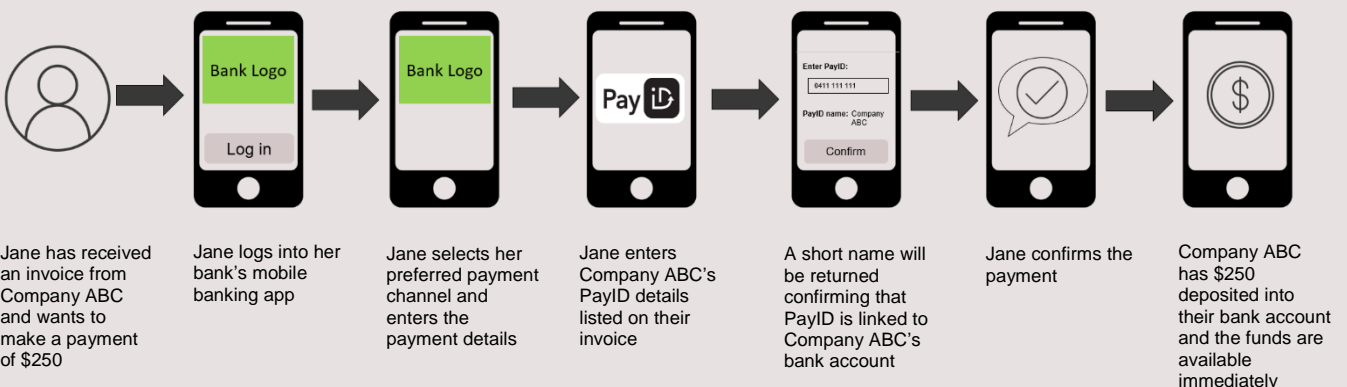 Bank Logo
Log in
Bank Logo
Pay iD
Enter PayID:
0411 111 111
PayID name: Company
ABC
Confirm
$
Jane has received
an invoice from
Company ABC
and wants to
make a payment
of $250
Jane logs into her
bank's mobile
banking app
Jane selects her
preferred payment
channel and
enters the
payment details
Jane enters
Company ABC's
PayID details
listed on their
invoice
A short name will
be returned
confirming that
PayID is linked to
Company ABC's
bank account
Jane confirms the
payment
Company ABC
has $250
deposited into
their bank account
and the funds are
available
immediately